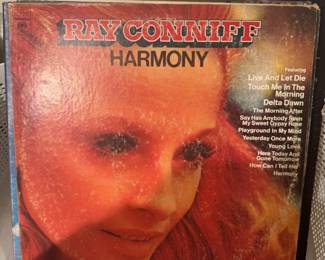 RAY CONNIFF
HARMONY
Featuring
Live And Let Die
Touch Me In The
Morning
Delta Dawn
The Morning After
Say Has Anybody Seen
My Sweet Gypsy Rose
Playground In My Mind
Yesterday Once More
Young Love
Here Today And
Gone Tomorrow
How Can I Tell Her
Harmony